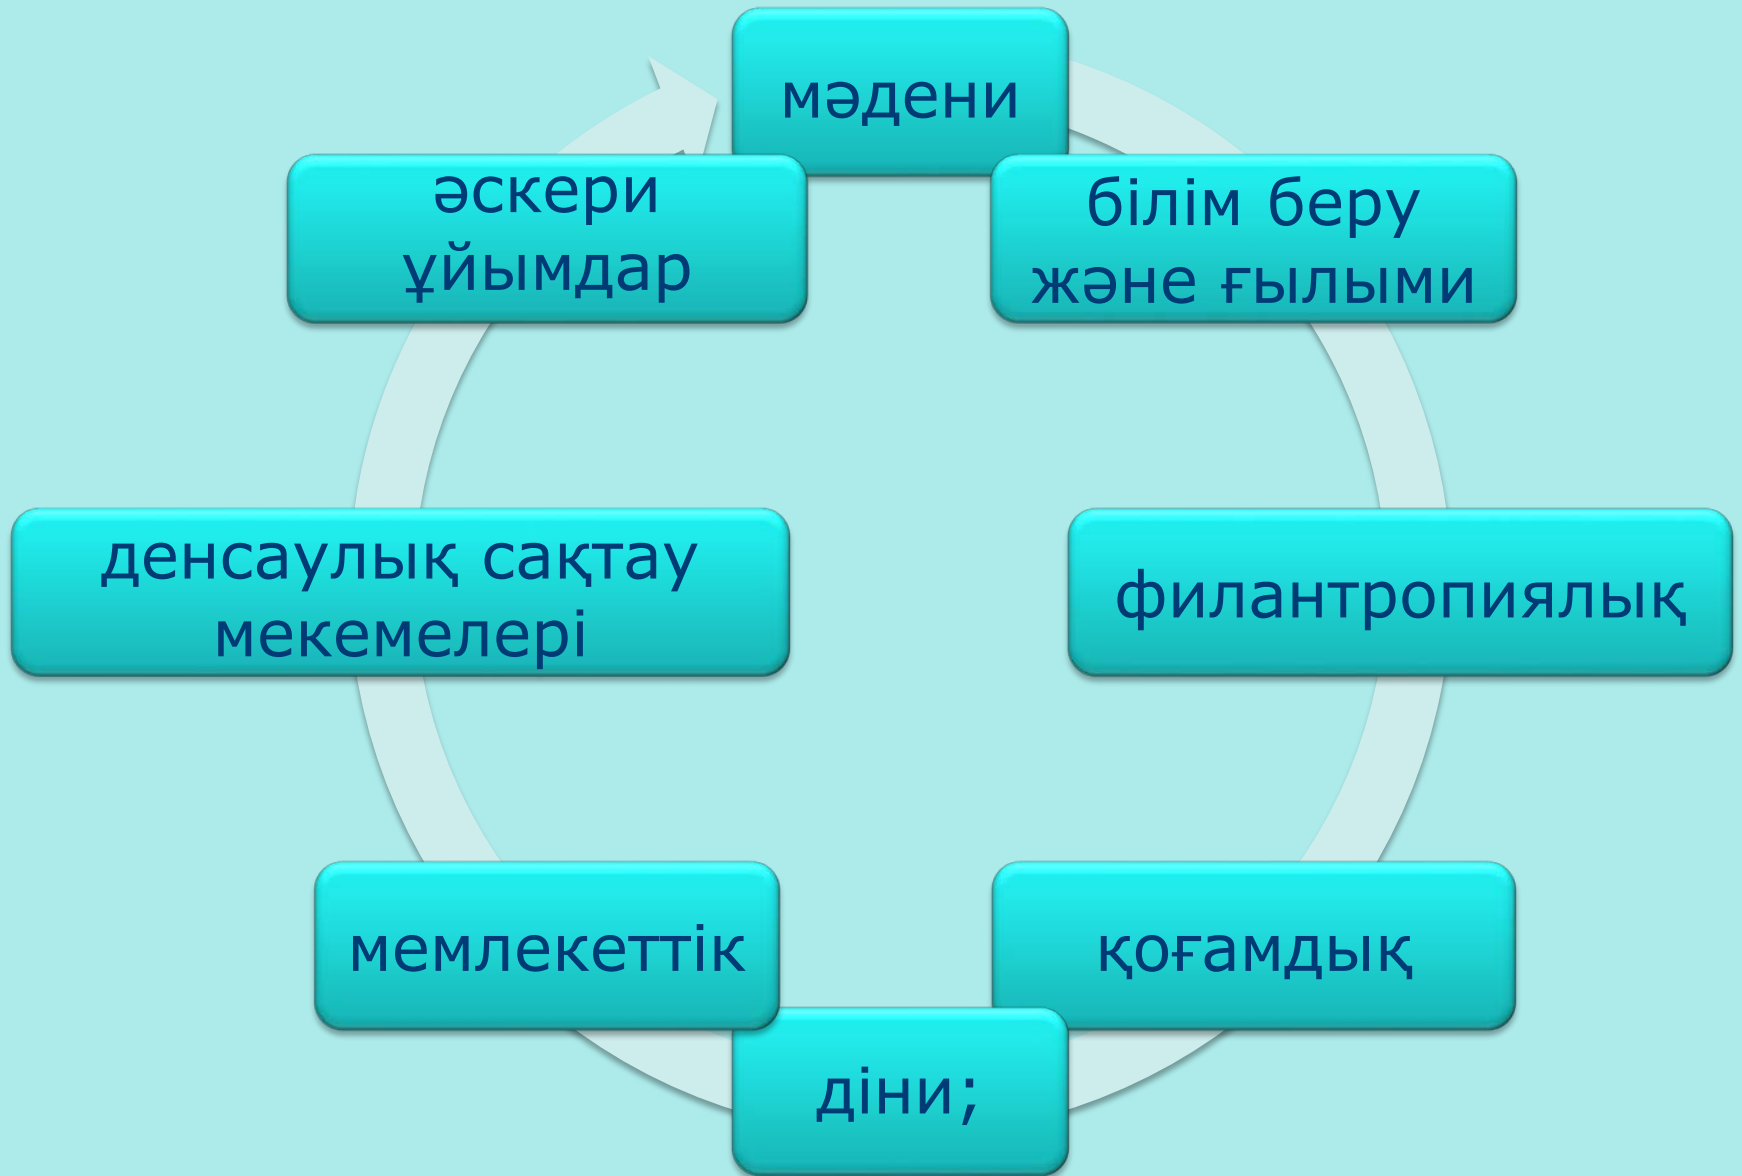 мәдени
білім беру
және ғылыми
филантропиялық
қоғамдық
діни;
мемлекеттік
денсаулық сақтау
мекемелері
әскери
ұйымдар